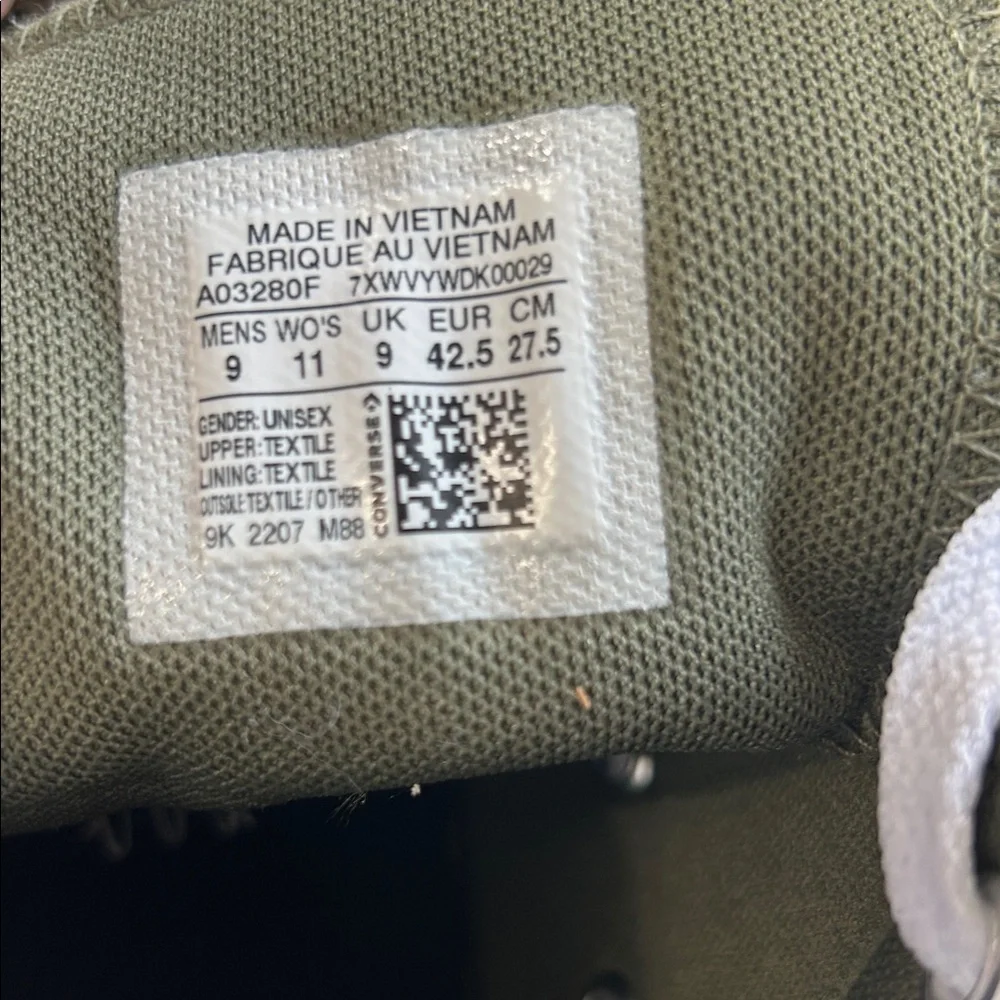 MADE IN VIETNAM
FABRIQUE AU VIETNAM
A03280F 7XWVYWDK00029
MENS WO'S UK EUR CM
9 11 9 42.5 27.5
GENDER: UNISEX
UPPER:TEXTILE
LINING:TEXTILE
OUTSOLE:TEXTILE/OTHER
9K 2207 M88
CONVERSE